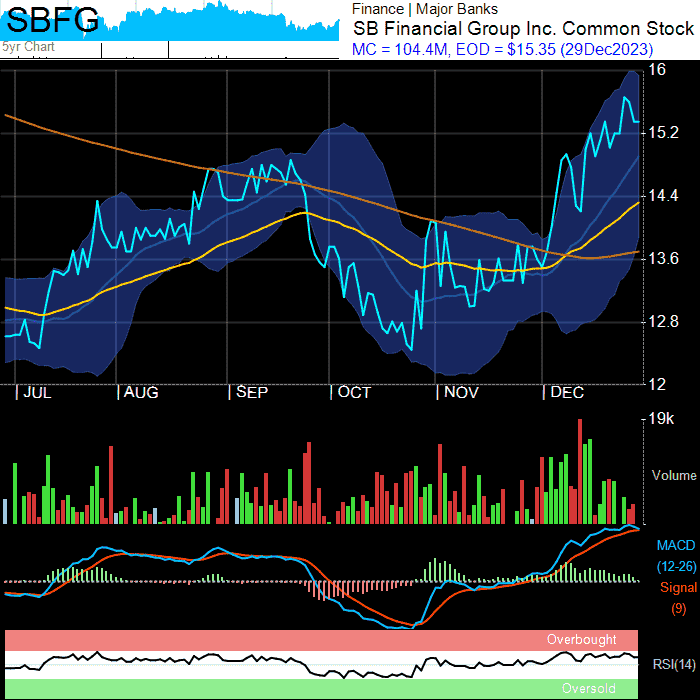 SBFG
5yr Chart
Finance | Major Banks
SB Financial Group Inc. Common Stock
MC = 104.4M, EOD = $15.35 (29Dec2023)
16
15.2
14.4
13.6
12.8
12
|JUL |AUG |SEP |OCT |NOV |DEC
19k
Volume
MACD
(12-26)
Signal
(9)
Overbought
RSI(14)
Oversold